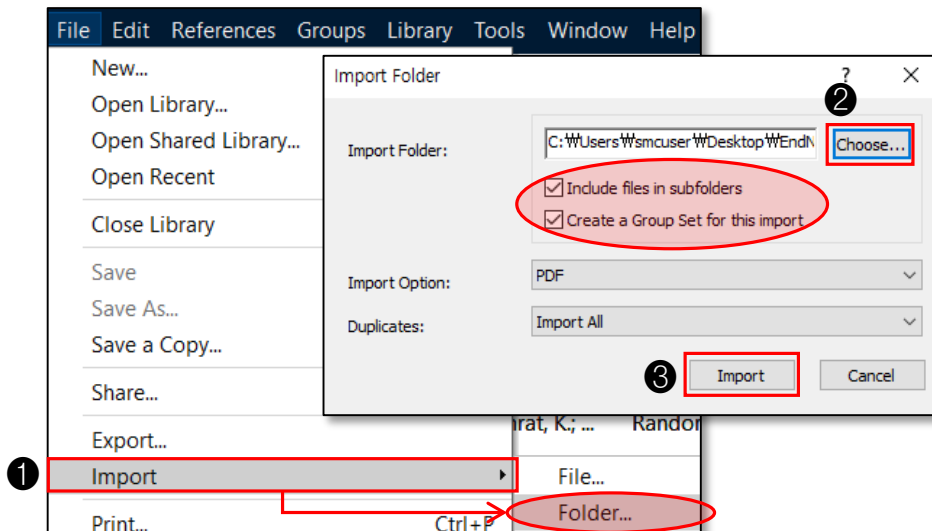 File Edit References Groups Library Tools Window Help
New...
Open Library...
Open Shared Library...
Open Recent
Close Library
Save
Save As...
Save a Copy...
Share...
Export...
❶ Import
Print... Ctrl+P
Import Folder ? ×
❷
Import Folder: C:₩Users₩smcuser₩Desktop₩EndN Choose...
Include files in subfolders
Create a Group Set for this import
Import Option: PDF
Duplicates: Import All
❸ Import Cancel
rat, K.; ... Randor
File...
Folder...